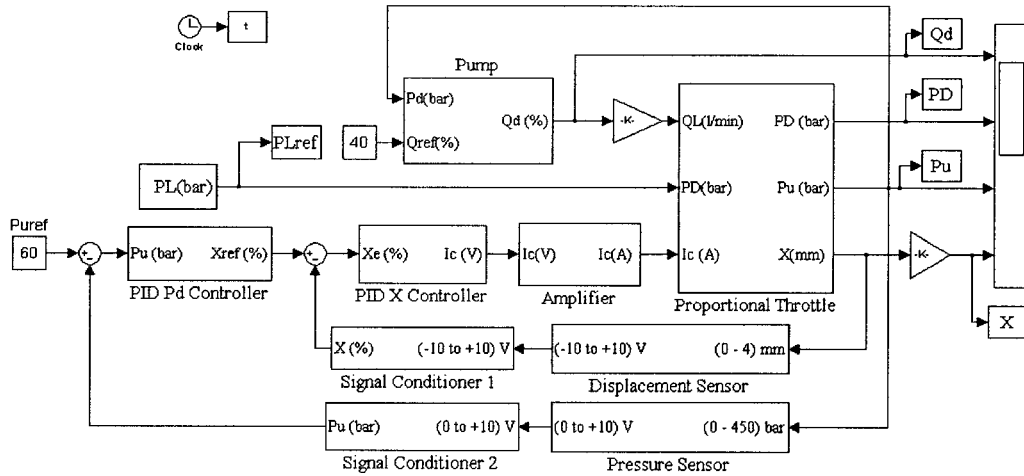 t
Clock
Qd
Pump
Pd(bar)
Qd (%)
Qref(%)
40
-K-
QL(l/min)
PD (bar)
PD
PLref
PL(bar)
PD(bar)
Pu (bar)
Pu
Puref
60
+_
Pu (bar)
Xref (%)
PID Pd Controller
+_
Xe (%)
Ic (V)
PID X Controller
Ic(V)
Ic(A)
Amplifier
Ic (A)
X(mm)
Proportional Throttle
-K-
X
X (%)
(-10 to +10) V
Signal Conditioner 1
(-10 to +10) V
(0 - 4) mm
Displacement Sensor
Pu (bar)
(0 to +10) V
Signal Conditioner 2
(0 to +10) V
(0 - 450) bar
Pressure Sensor